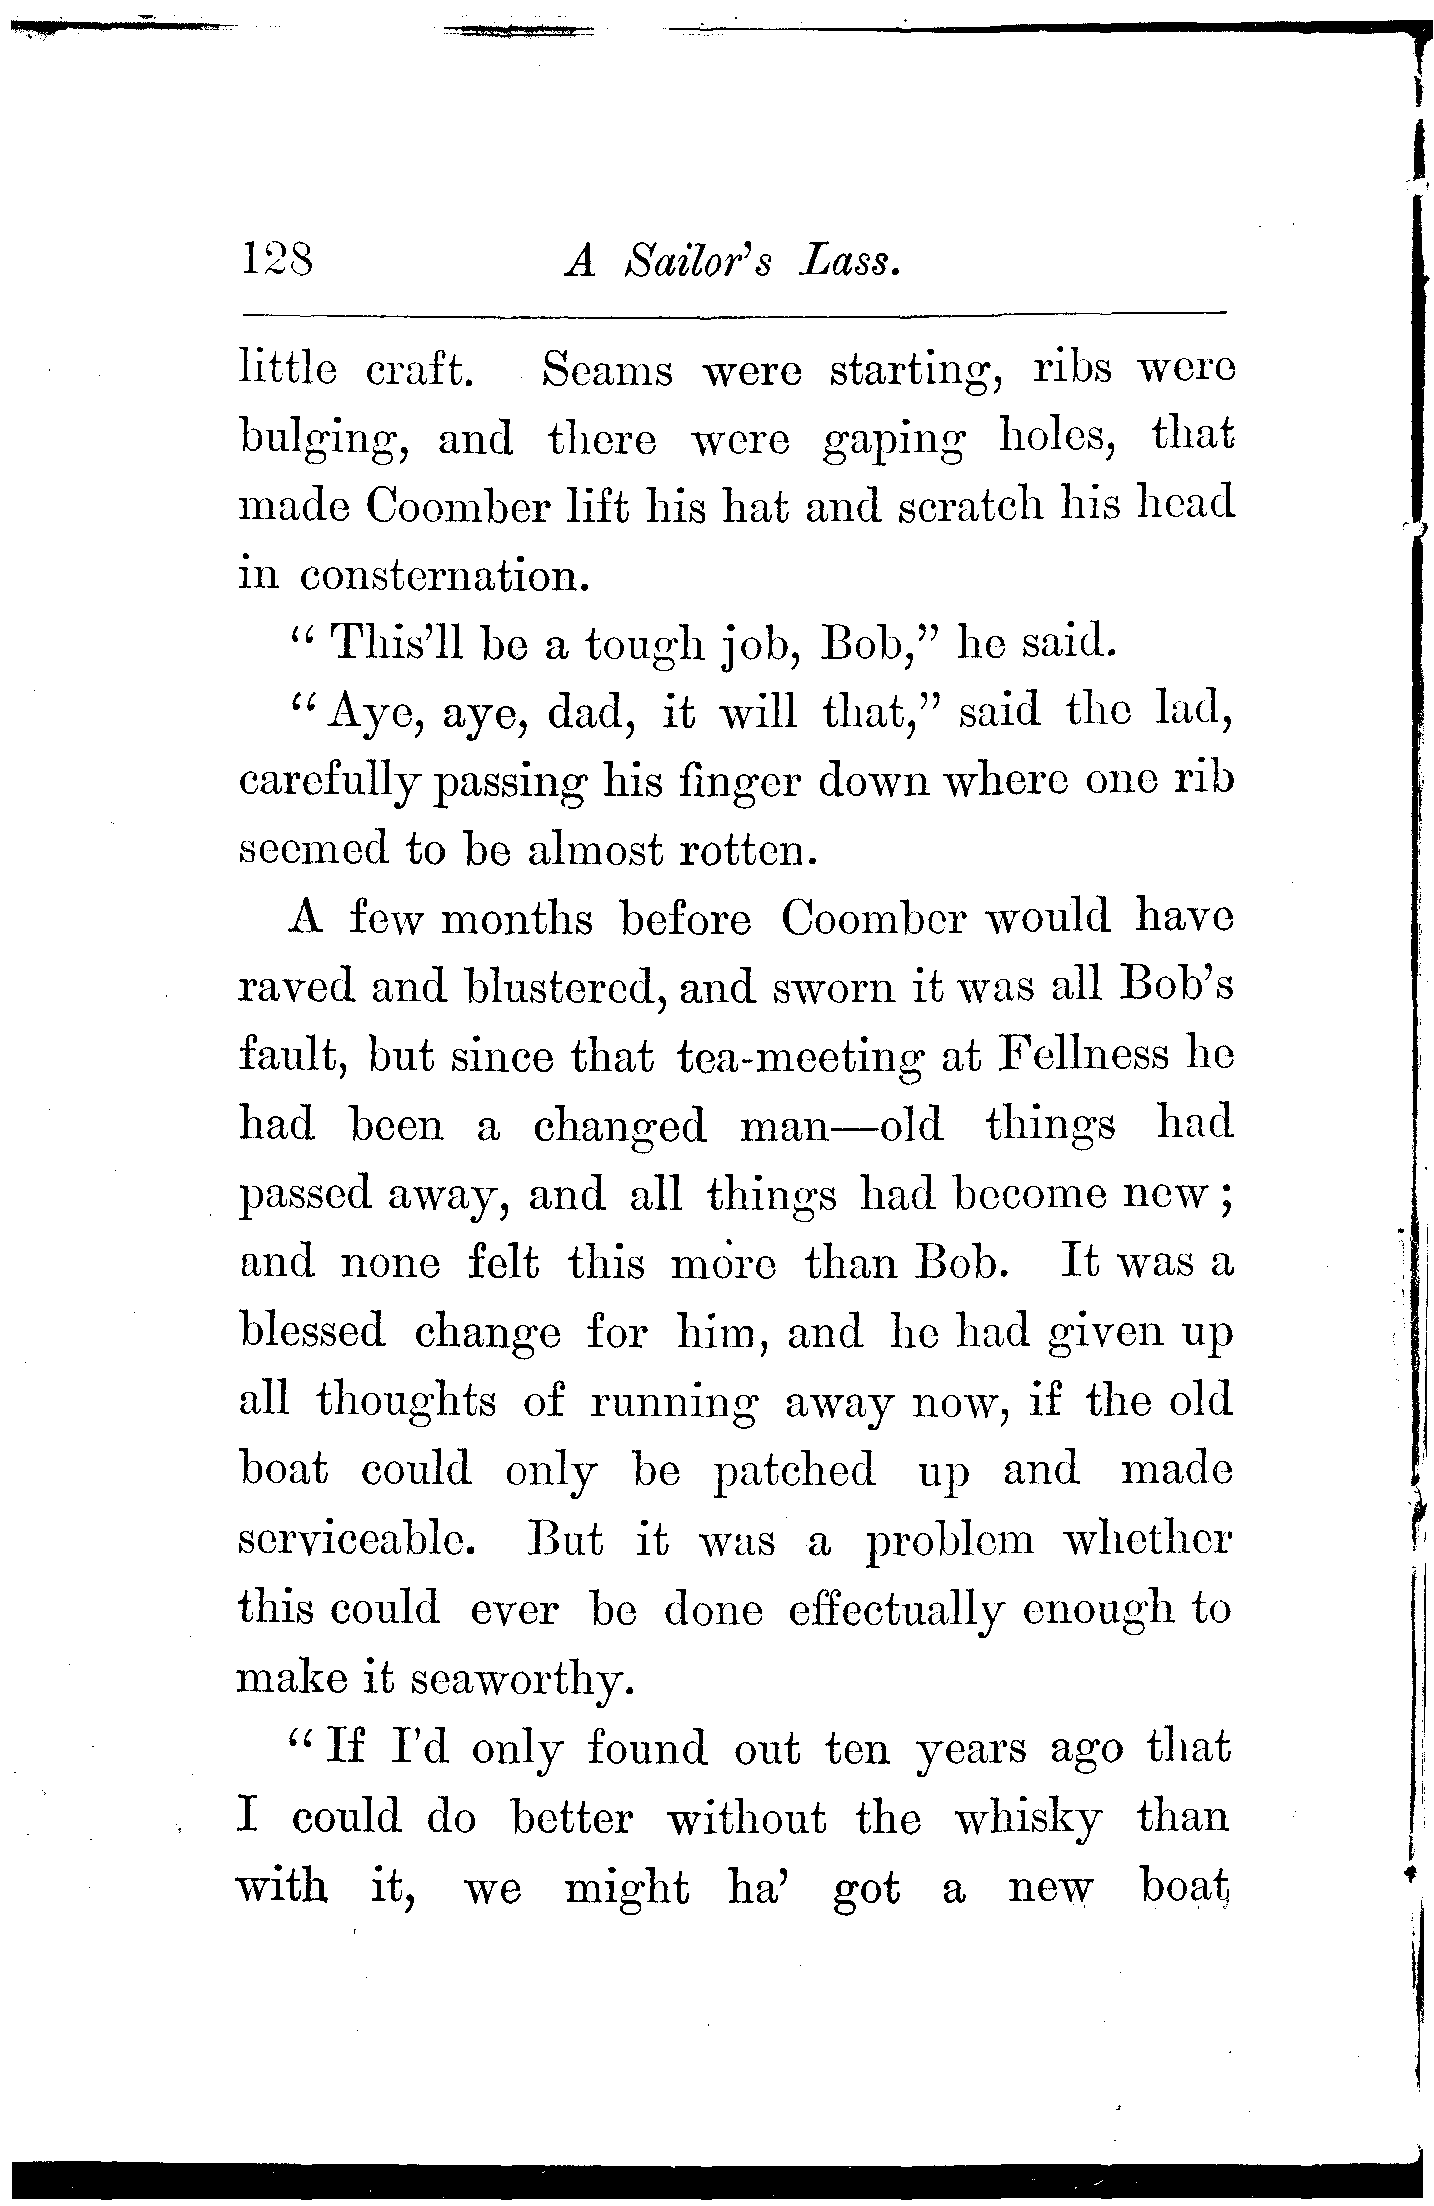 128 A Sailor's Lass.
little craft. Seams were starting, ribs were
bulging, and there were gaping holes, that
made Coomber lift his hat and scratch his head
in consternation.
"This'll be a tough job, Bob," he said.
"Aye, aye, dad, it will that," said the lad,
carefully passing his finger down where one rib
seemed to be almost rotten.
A few months before Coomber would have
raved and blustered, and sworn it was all Bob's
fault, but since that tea-meeting at Fellness he
had been a changed man—old things had
passed away, and all things had become new;
and none felt this more than Bob. It was a
blessed change for him, and he had given up
all thoughts of running away now, if the old
boat could only be patched up and made
serviceable. But it was a problem whether
this could ever be done effectually enough to
make it seaworthy.
"If I'd only found out ten years ago that
I could do better without the whisky than
with it, we might ha' got a new boat